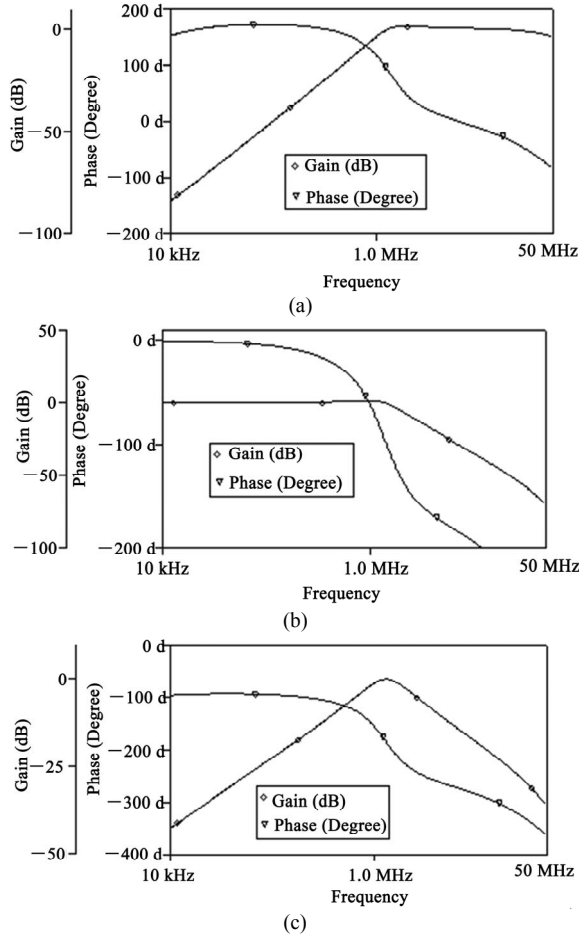 200 d
100 d
0 d
−100 d
−200 d
0
−50
−100
Gain (dB)
Phase (Degree)
Gain (dB)
Phase (Degree)
10 kHz
1.0 MHz
50 MHz
Frequency
(a)
50
0
−50
−100
0 d
−100 d
−200 d
Gain (dB)
Phase (Degree)
Gain (dB)
Phase (Degree)
10 kHz
1.0 MHz
50 MHz
Frequency
(b)
0 d
−100 d
−200 d
−300 d
−400 d
0
−25
−50
Gain (dB)
Phase (Degree)
Gain (dB)
Phase (Degree)
10 kHz
1.0 MHz
50 MHz
Frequency
(c)